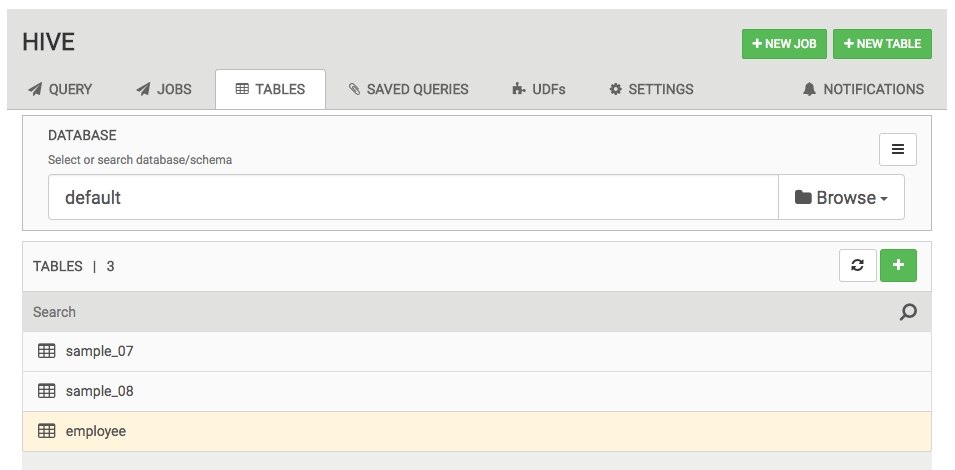 HIVE
NEW JOB NEW TABLE
QUERY JOBS TABLES SAVED QUERIES UDFs SETTINGS NOTIFICATIONS
DATABASE
Select or search database/schema
default Browse
TABLES | 3
Search
sample_07
sample_08
employee